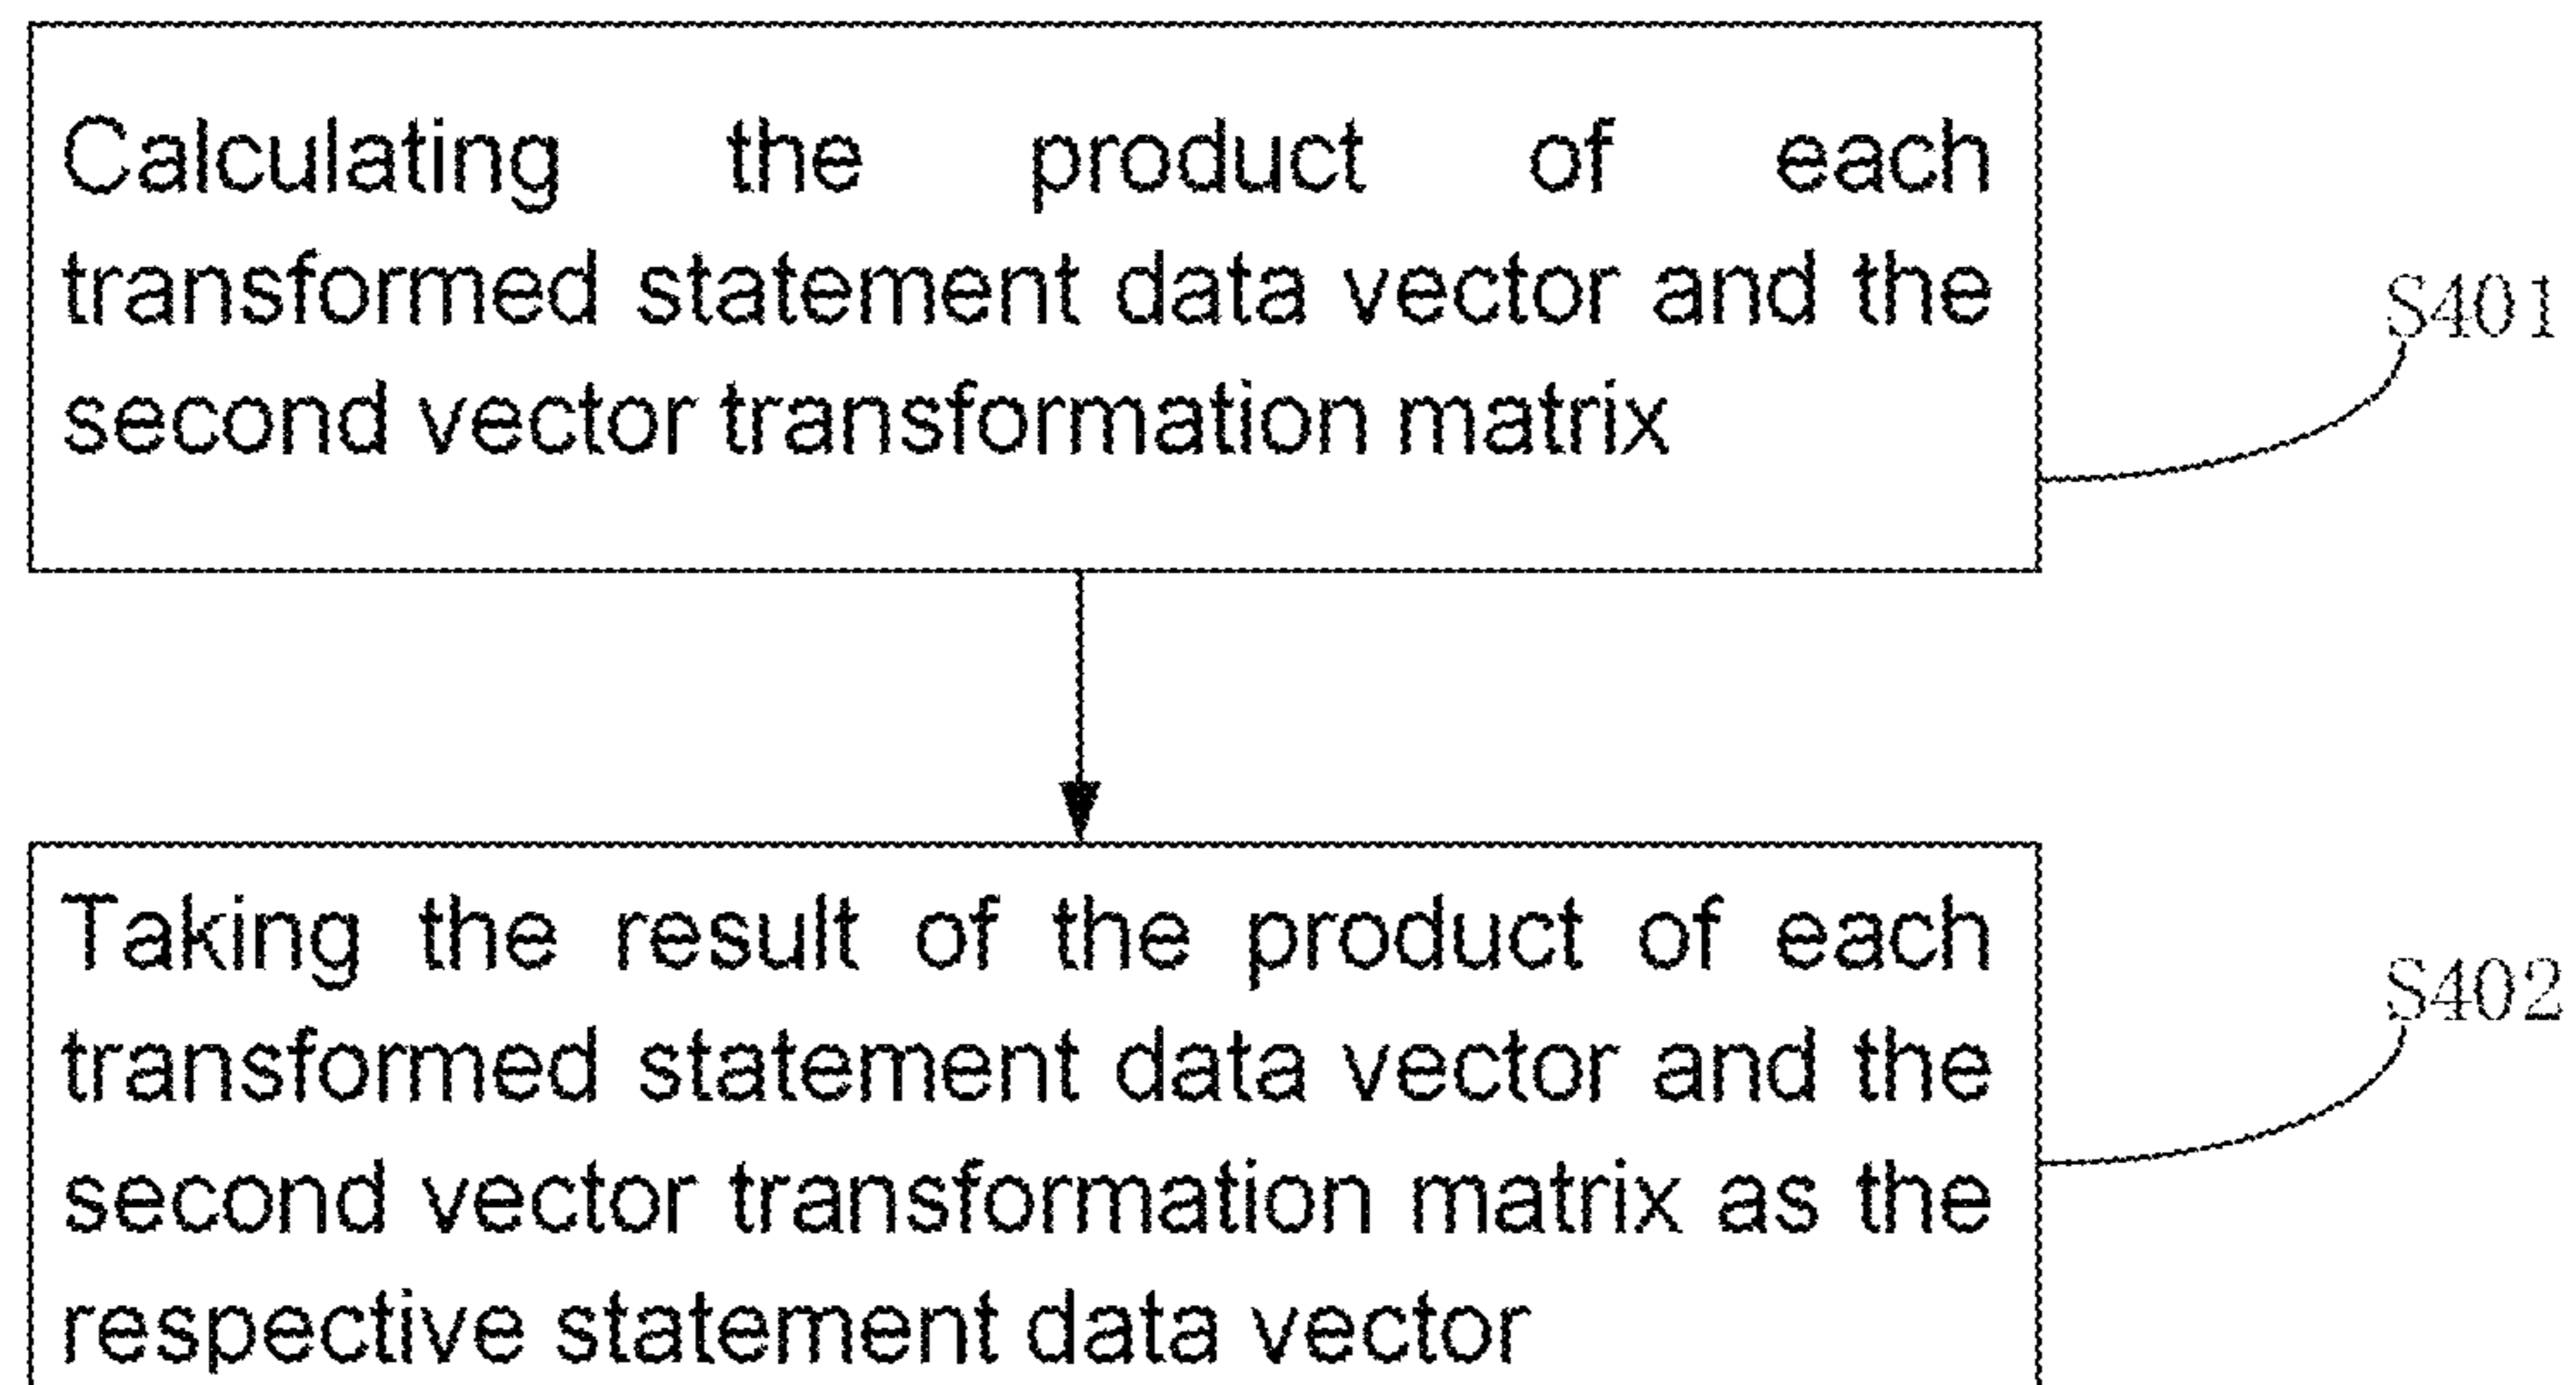 Calculating the product of each
transformed statement data vector and the
second vector transformation matrix
S401
Taking the result of the product of each
transformed statement data vector and the
second vector transformation matrix as the
respective statement data vector
S402